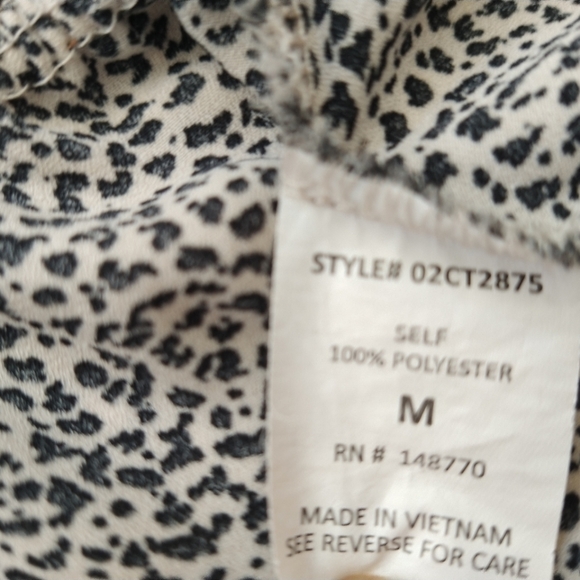 STYLE# 02CT2875
SELF
100% POLYESTER
M
RN # 148770
MADE IN VIETNAM
SEE REVERSE FOR CARE